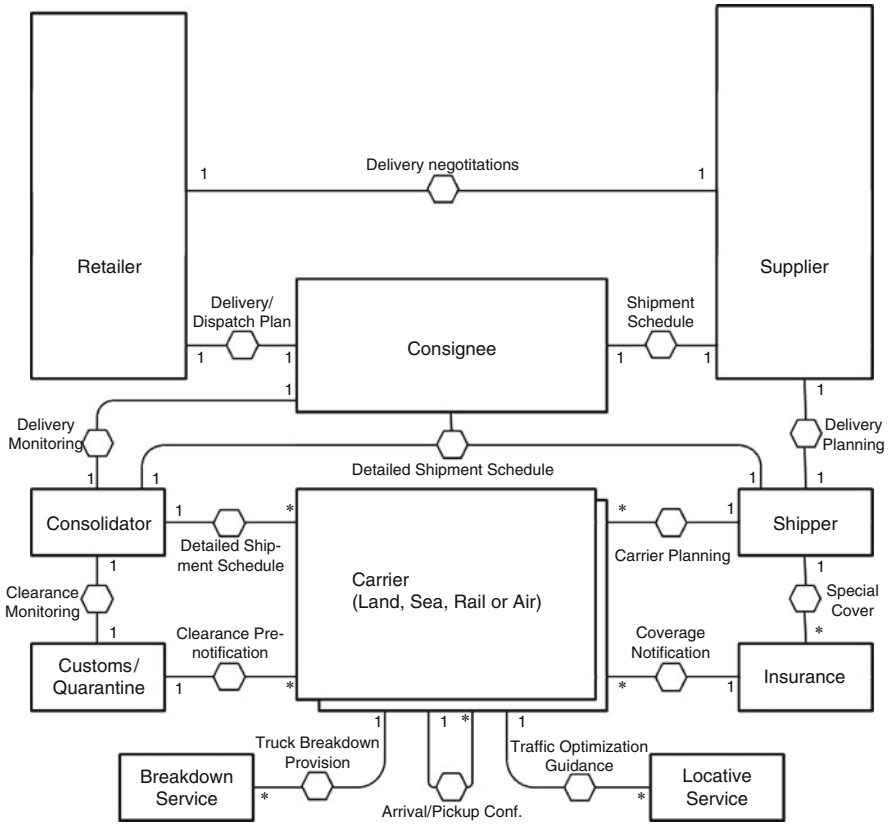 Delivery negotitations
1
1
Retailer
Supplier
Delivery/
Dispatch Plan
1
1
Consignee
Shipment
Schedule
1
1
1
Delivery
Monitoring
1
1
Detailed Shipment Schedule
1
1
Delivery
Planning
1
Consolidator
1
*
Detailed Ship-
ment Schedule
Carrier
(Land, Sea, Rail or Air)
*
1
Carrier Planning
Shipper
1
Clearance
Monitoring
1
1
Special
Cover
*
Customs/
Quarantine
Clearance Pre-
notification
1
*
Coverage
Notification
*
1
Insurance
1
1
*
1
Truck Breakdown
Provision
Traffic Optimization
Guidance
Breakdown
Service
*
Arrival/Pickup Conf.
*
Locative
Service